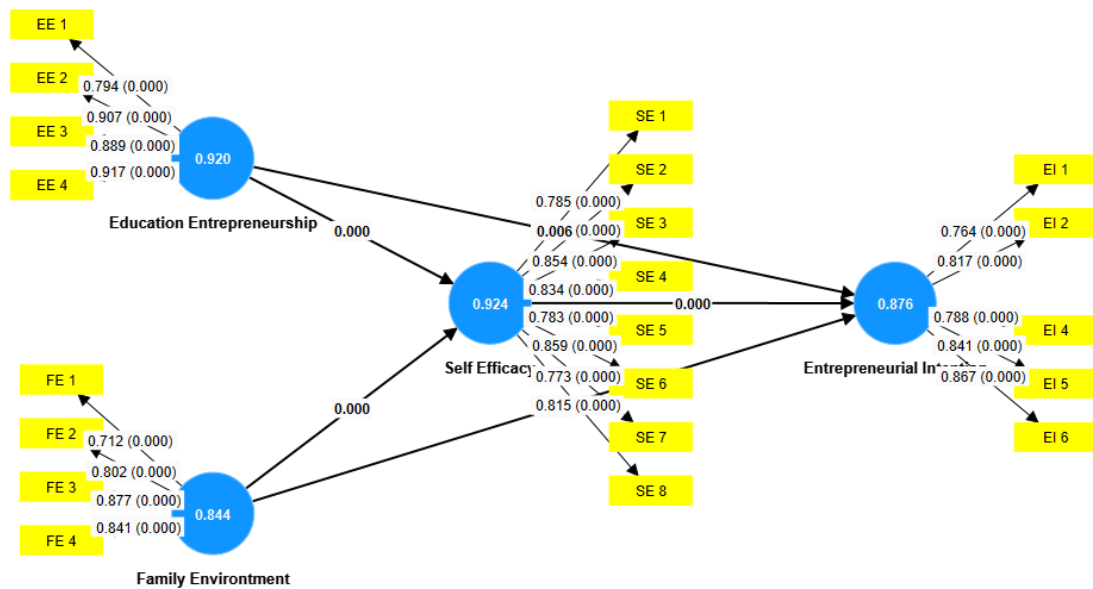 EE 1
EE 2
EE 3
EE 4
0.794 (0.000)
0.907 (0.000)
0.889 (0.000)
0.917 (0.000)
0.920
Education Entrepreneurship
0.000
FE 1
FE 2
FE 3
FE 4
0.712 (0.000)
0.802 (0.000)
0.877 (0.000)
0.841 (0.000)
0.844
Family Environtment
0.000
0.924
Self Efficacy
SE 1
SE 2
SE 3
SE 4
SE 5
SE 6
SE 7
SE 8
0.785 (0.000)
0.006
(0.000)
0.854 (0.000)
0.834 (0.000)
0.783 (0.000)
0.859 (0.000)
0.773 (0.000)
0.815 (0.000)
0.000
0.876
Entrepreneurial Intention
EI 1
EI 2
EI 4
EI 5
EI 6
0.764 (0.000)
0.817 (0.000)
0.788 (0.000)
0.841 (0.000)
0.867 (0.000)